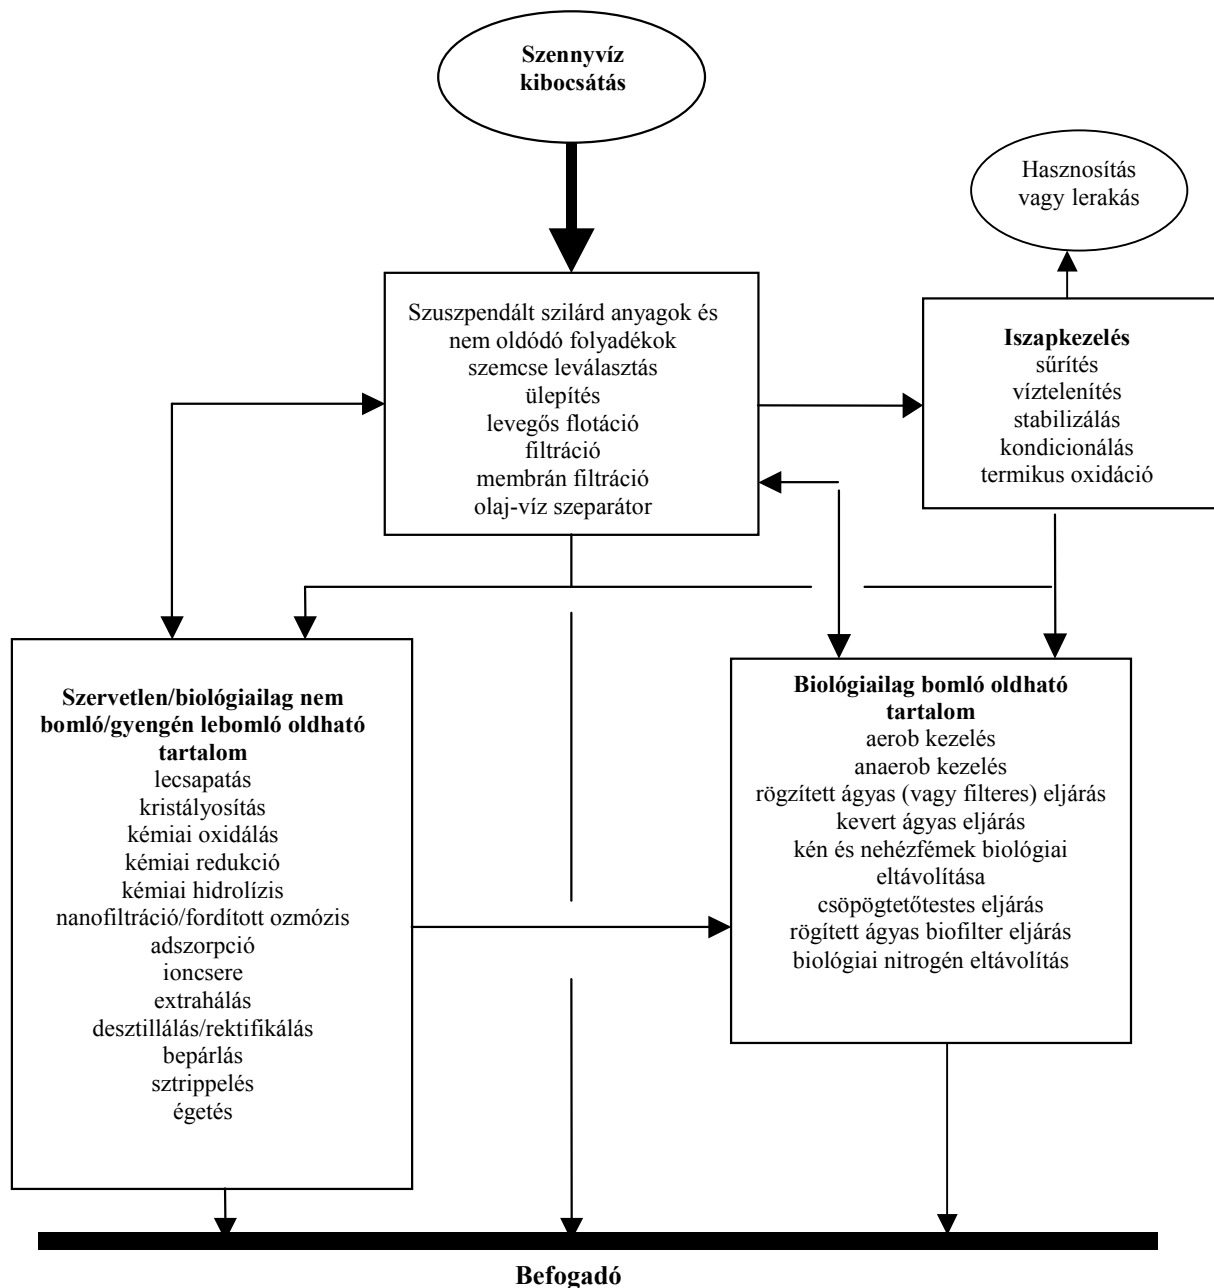 Szennyvíz
kibocsátás
Hasznosítás
vagy lerakás
Szuszpendált szilárd anyagok és
nem oldódó folyadékok
szemcse leválasztás
ülepítés
levegős flotáció
filtráció
membrán filtráció
olaj-víz szeparátor
Iszapkezelés
sűrítés
víztelenítés
stabilizálás
kondicionálás
termikus oxidáció
Szervetlen/biológiailag nem
bomló/gyengén lebomló oldható
tartalom
lecsapatás
kristályosítás
kémiai oxidálás
kémiai redukció
kémiai hidrolízis
nanofiltráció/fordított ozmózis
adszorpció
ioncsere
extrahálás
desztillálás/rektifikálás
bepárlás
sztrippelés
égetés
Biológiailag bomló oldható
tartalom
aerob kezelés
anaerob kezelés
rögzített ágyas (vagy filteres) eljárás
kevert ágyas eljárás
kén és nehézfémek biológiai
eltávolítása
csöpögtetőtestes eljárás
rögített ágyas biofilter eljárás
biológiai nitrogén eltávolítás
Befogadó